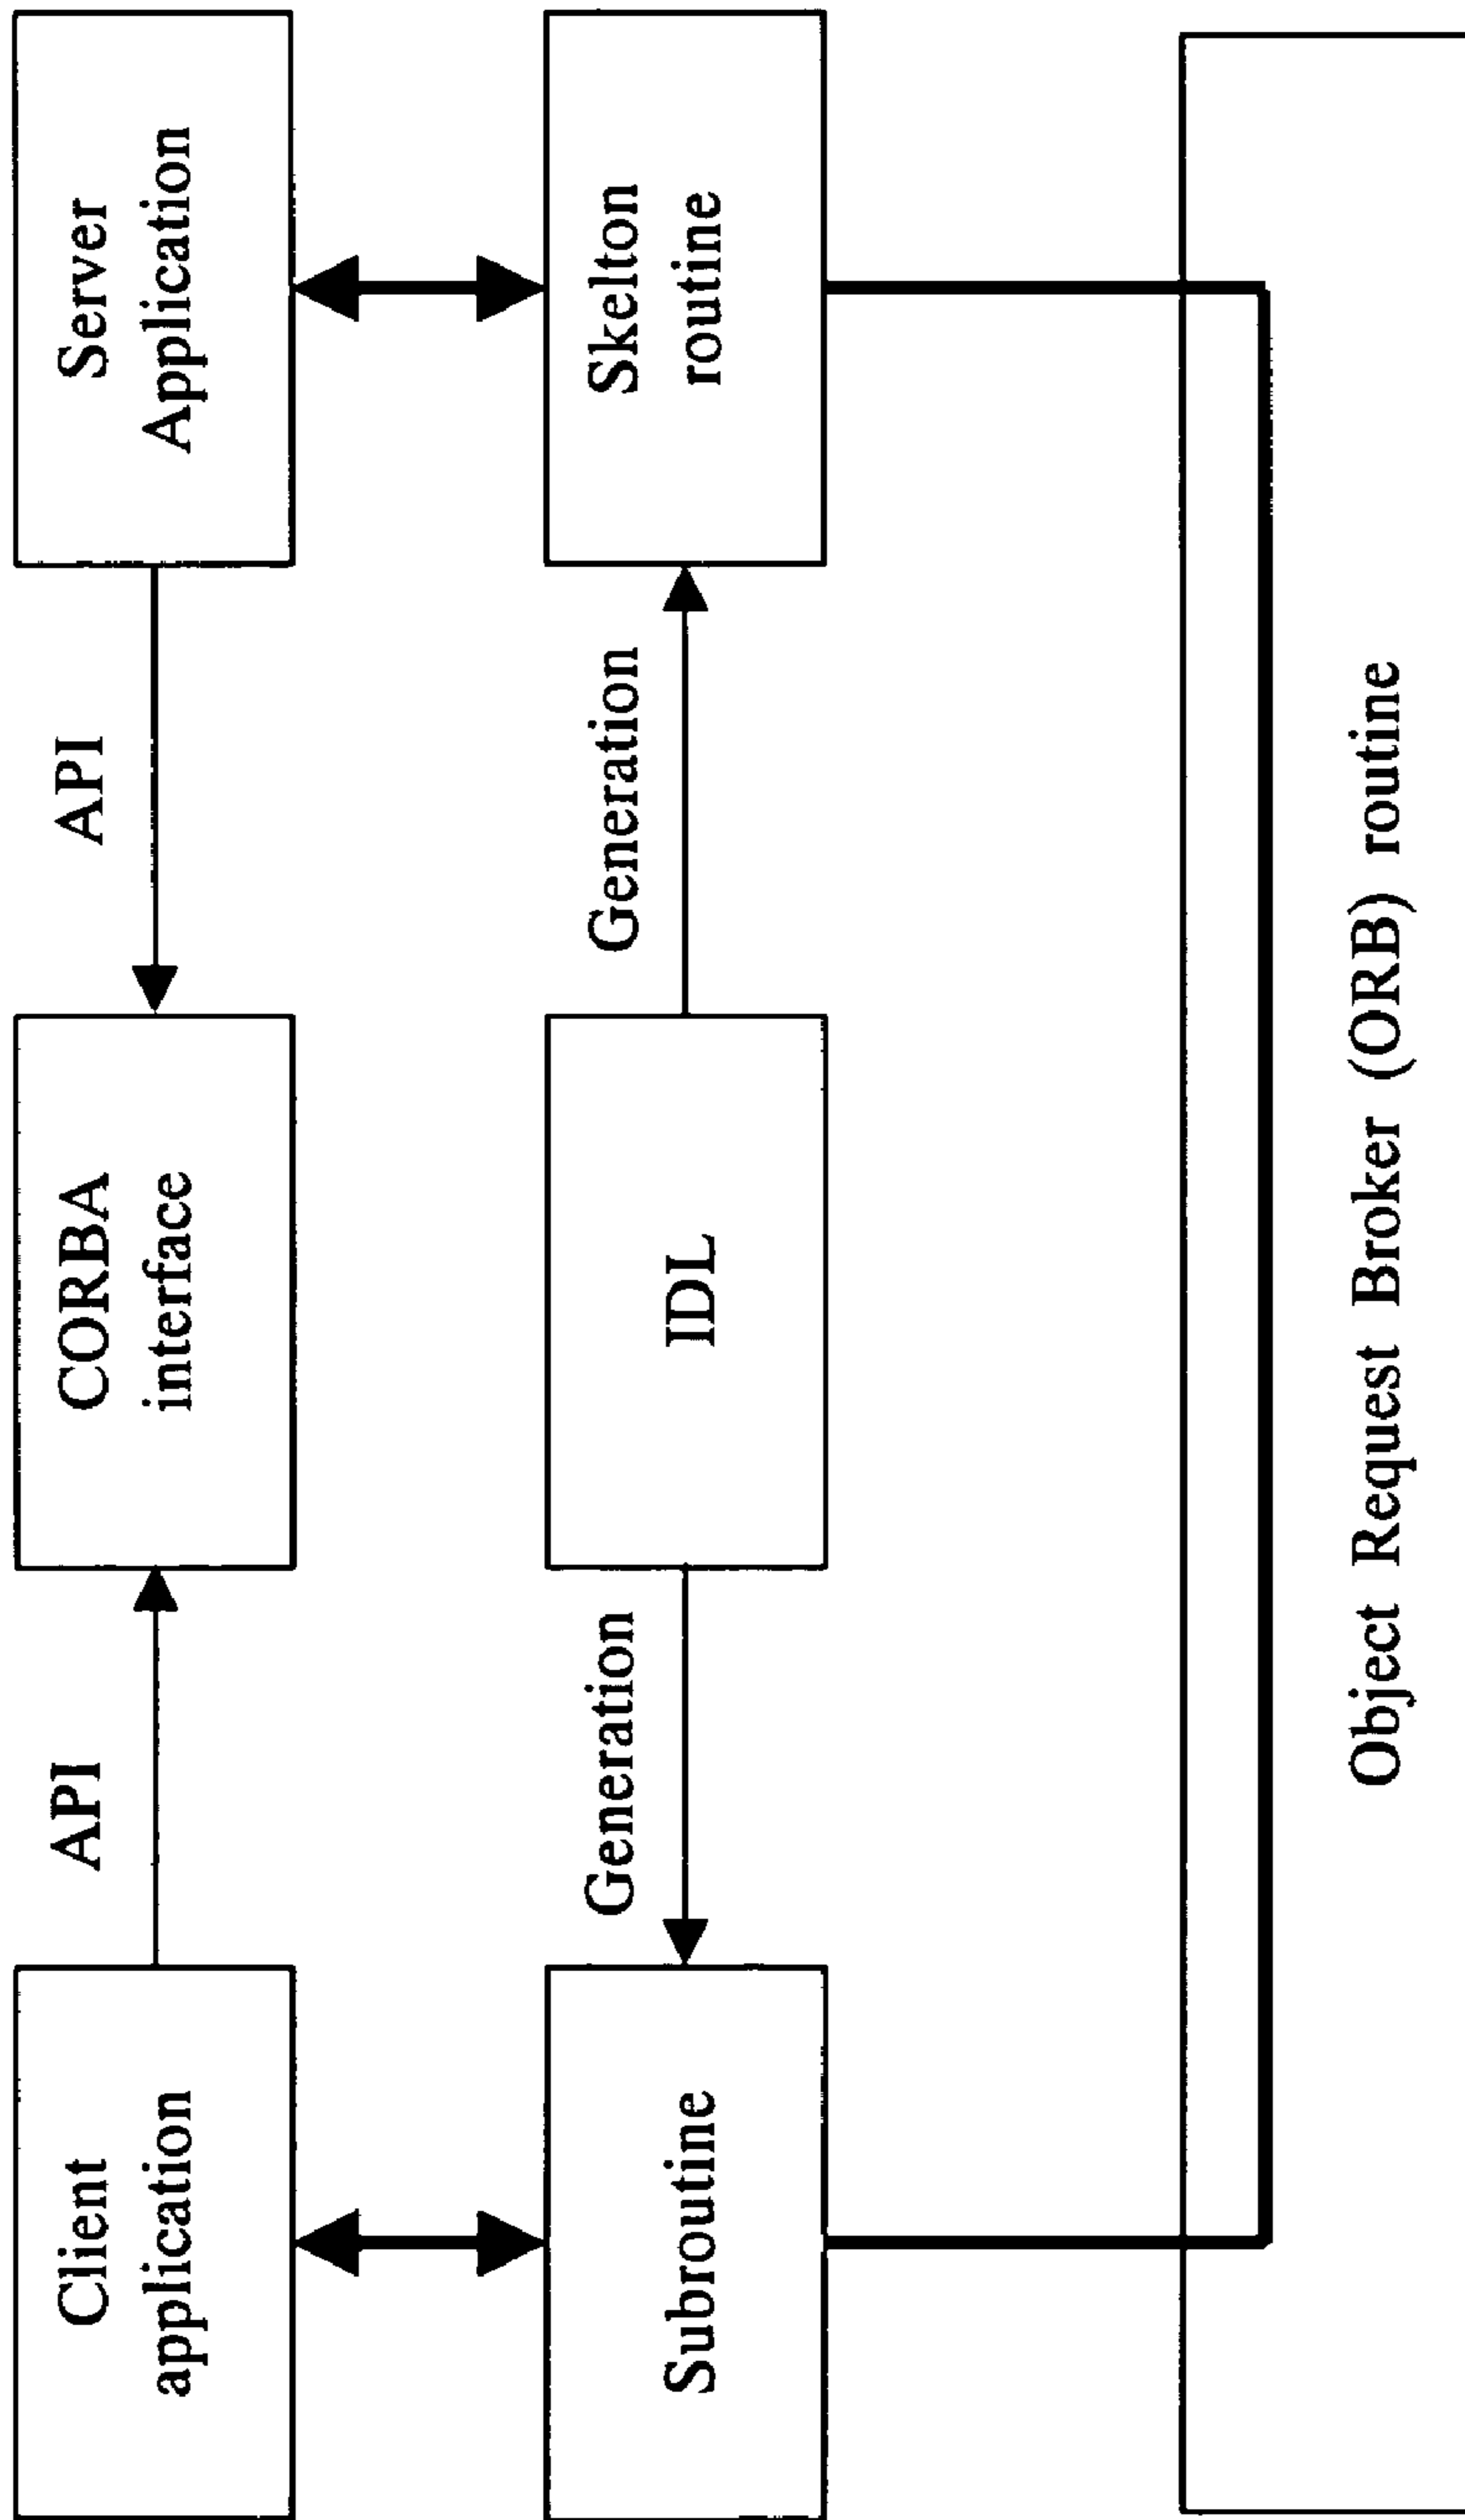 Client
application
API
CORBA
interface
API
Server
Application
Subroutine
Generation
IDL
Generation
Skelton
routine
Object Request Broker (ORB) routine